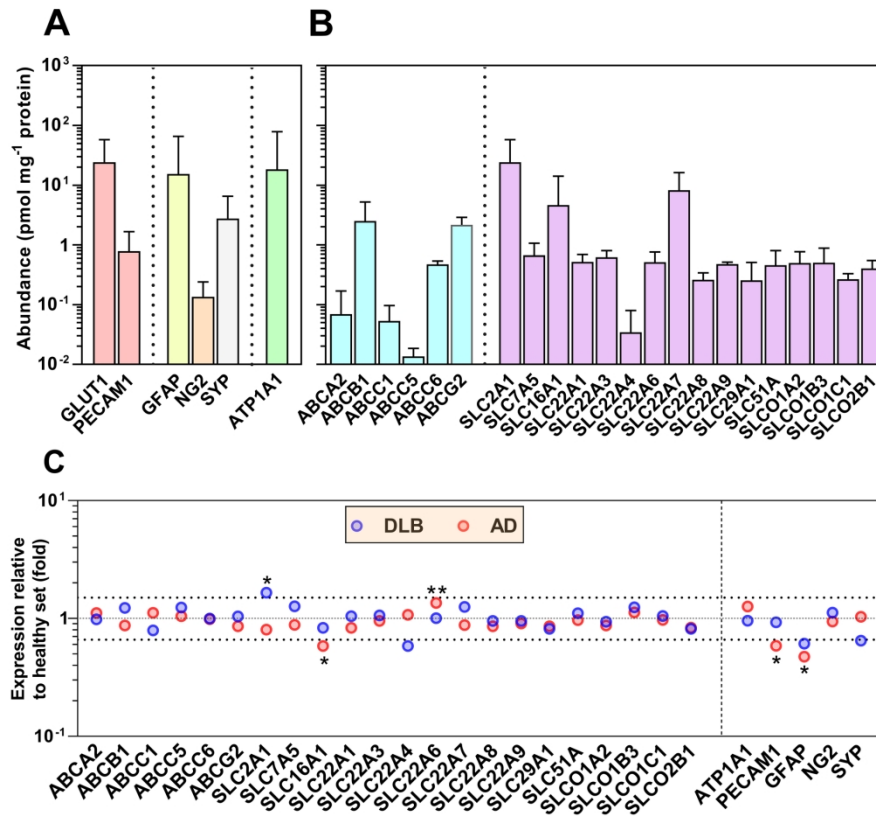 A
B
Abundance (pmol mg⁻¹ protein)
10³
10²
10¹
1
10⁻¹
10⁻²
GLUT1
PECAM1
GFAP
NG2
SYP
ATP1A1
ABCA2
ABCB1
ABCC1
ABCC5
ABCC6
ABCG2
SLC2A1
SLC7A5
SLC16A1
SLC22A1
SLC22A3
SLC22A4
SLC22A6
SLC22A7
SLC22A8
SLC22A9
SLC29A1
SLC51A
SLCO1A2
SLCO1B3
SLCO1C1
SLCO2B1
C
Expression relative
to healthy set (fold)
10¹
1
10⁻¹
DLB AD
*
**
*
*
*
ABCA2
ABCB1
ABCC1
ABCC5
ABCC6
ABCG2
SLC2A1
SLC7A5
SLC16A1
SLC22A1
SLC22A3
SLC22A4
SLC22A6
SLC22A7
SLC22A8
SLC22A9
SLC29A1
SLC51A
SLCO1A2
SLCO1B3
SLCO1C1
SLCO2B1
ATP1A1
PECAM1
GFAP
NG2
SYP